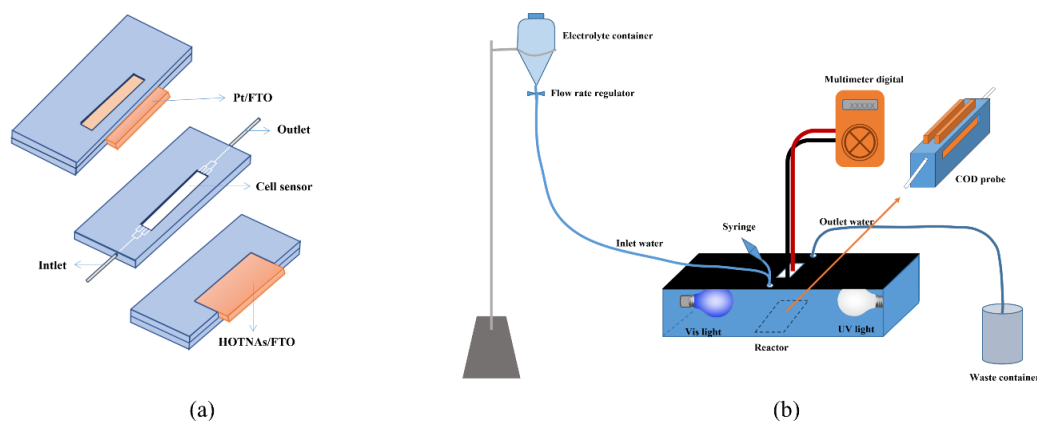 Pt/FTO
Outlet
Cell sensor
Intlet
HOTNAs/FTO
(a)
Electrolyte container
Flow rate regulator
Multimeter digital
COD probe
Syringe
Outlet water
Inlet water
Vis light
UV light
Reactor
Waste container
(b)